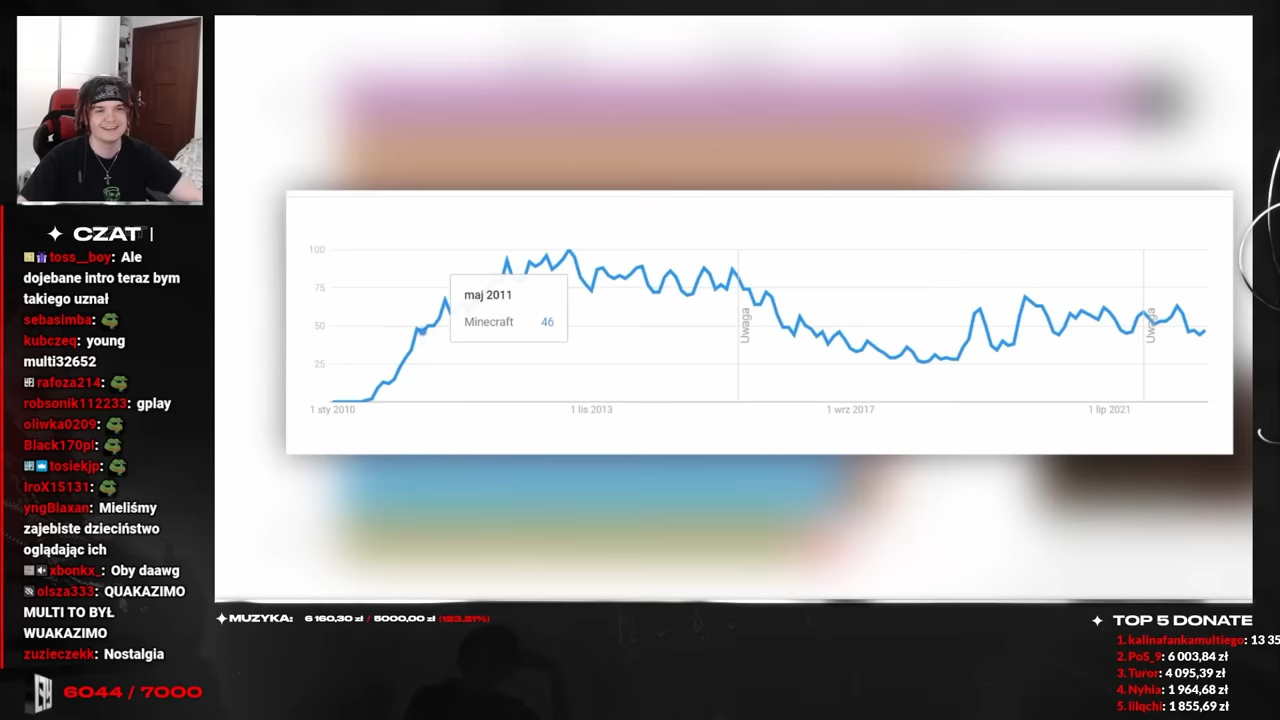 ✦ CZAT |
toss__boy: Ale
dojebane intro teraz bym
takiego uznał
sebasimba:
kubczeq: young
multi32652
rafoza214:
robsonik112233: gplay
oliwka0209:
Black170pl:
tosiekjp:
IroX15131:
yngBlaxan: Mieliśmy
zajebiste dzieciństwo
oglądając ich
xbonkx_: Oby daawg
olsza333: QUAKAZIMO
MULTI TO BYŁ
WUAKAZIMO
zuzieczekk: Nostalgia
6044 / 7000
100
75
50
25
maj 2011
Minecraft 46
Uwaga
Uwaga
1 sty 2010
1 lis 2013
1 wrz 2017
1 lip 2021
✦MUZYKA: 6 160,30 zł / 5000,00 zł (123.21%)
✦ TOP 5 DONATE
1. kalinafankamultiego: 13 35
2. PoS_9: 6 003,84 zł
3. Turor: 4 095,39 zł
4. Nyhia: 1 964,68 zł
5. lilqchi: 1 855,69 zł